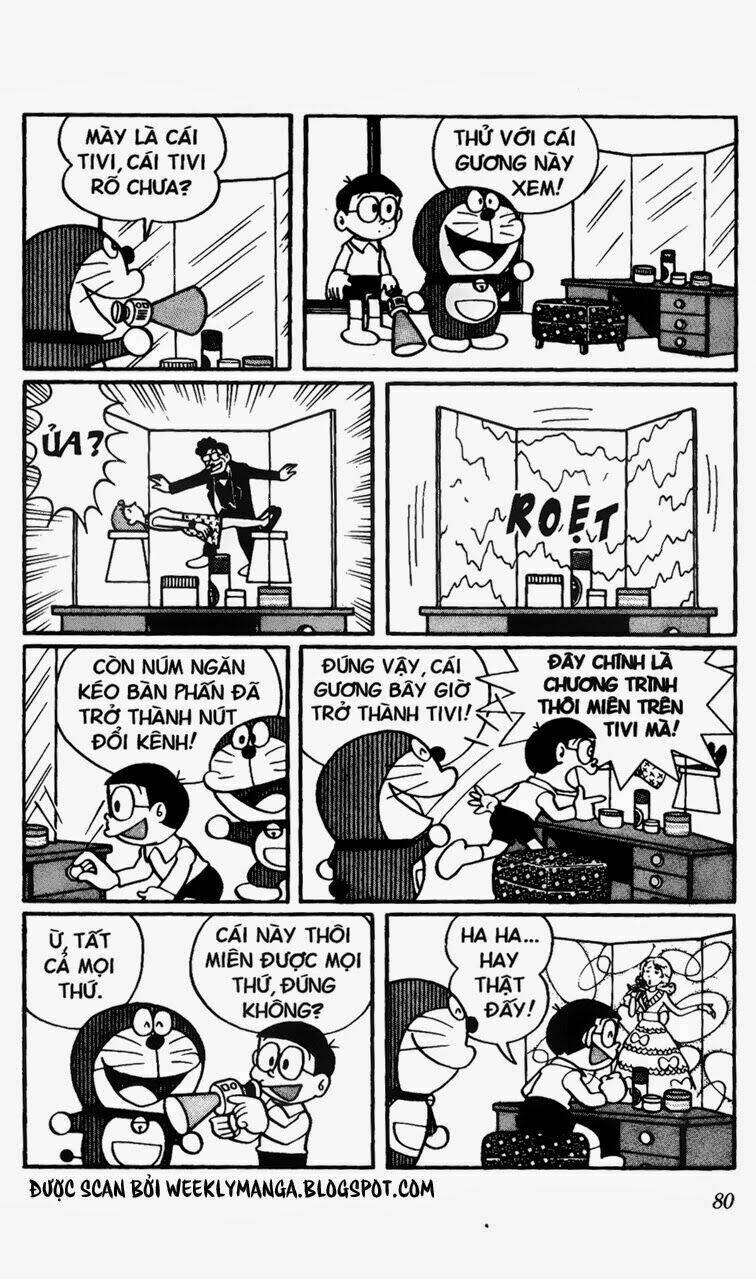 THỬ VỚI CÁI
GƯƠNG NÀY
XEM!
MÀY LÀ CÁI
TIVI, CÁI TIVI
RÕ CHƯA?
ROẸT
ỦA?
ĐÂY CHÍNH LÀ
CHƯƠNG TRÌNH
THÔI MIÊN TRÊN
TIVI MÀ!
ĐÚNG VẬY, CÁI
GƯƠNG BÂY GIỜ
TRỞ THÀNH TIVI!
CÒN NÚM NGĂN
KÉO BÀN PHẤN ĐÃ
TRỞ THÀNH NÚT
ĐỔI KÊNH!
HA HA...
HAY
THẬT
ĐẤY!
CÁI NÀY THÔI
MIÊN ĐƯỢC MỌI
THỨ, ĐÚNG
KHÔNG?
Ừ, TẤT
CẢ MỌI
THỨ.
ĐƯỢC SCAN BỞI WEEKLYMANGA.BLOGSPOT.COM
80